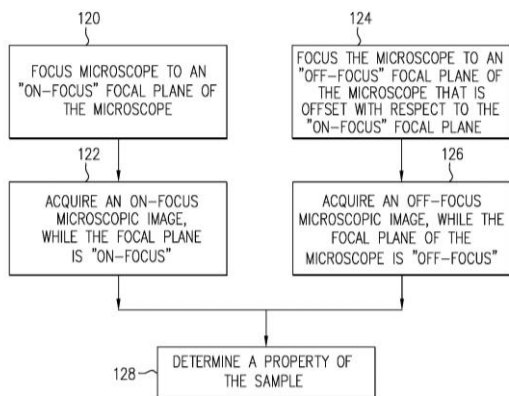 120
FOCUS MICROSCOPE TO AN
"ON-FOCUS" FOCAL PLANE OF
THE MICROSCOPE
122
ACQUIRE AN ON-FOCUS
MICROSCOPIC IMAGE,
WHILE THE FOCAL PLANE
IS "ON-FOCUS"
124
FOCUS THE MICROSCOPE TO AN
"OFF-FOCUS" FOCAL PLANE OF
THE MICROSCOPE THAT IS
OFFSET WITH RESPECT TO THE
"ON-FOCUS" FOCAL PLANE
126
ACQUIRE AN OFF-FOCUS
MICROSCOPIC IMAGE, WHILE THE
FOCAL PLANE OF THE
MICROSCOPE IS "OFF-FOCUS"
128
DETERMINE A PROPERTY OF
THE SAMPLE